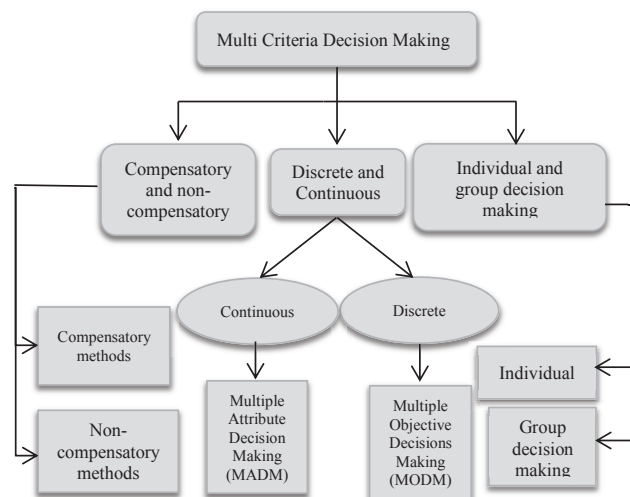 Multi Criteria Decision Making
Compensatory
and non-
compensatory
Discrete and
Continuous
Individual and
group decision
making
Continuous
Discrete
Compensatory
methods
Non-
compensatory
methods
Multiple
Attribute
Decision
Making
(MADM)
Multiple
Objective
Decisions
Making
(MODM)
Individual
Group
decision
making